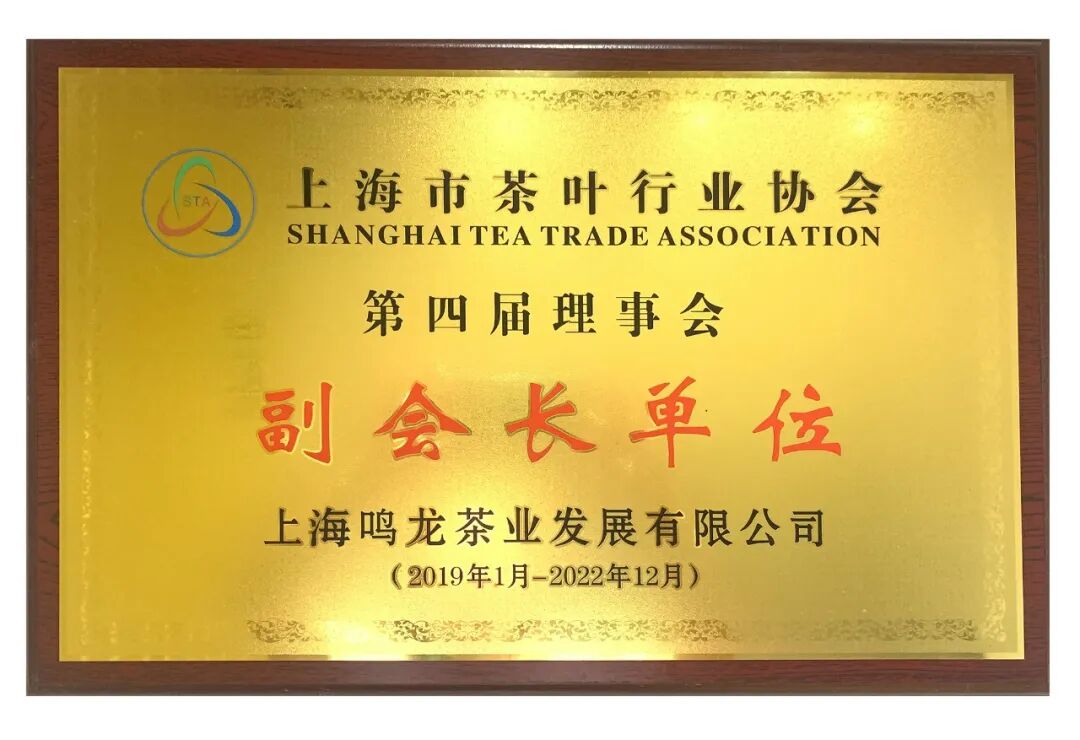 STA
上海市茶叶行业协会
SHANGHAI TEA TRADE ASSOCIATION
第四届理事会
副会长单位
上海鸣龙茶业发展有限公司
(2019年1月-2022年12月)